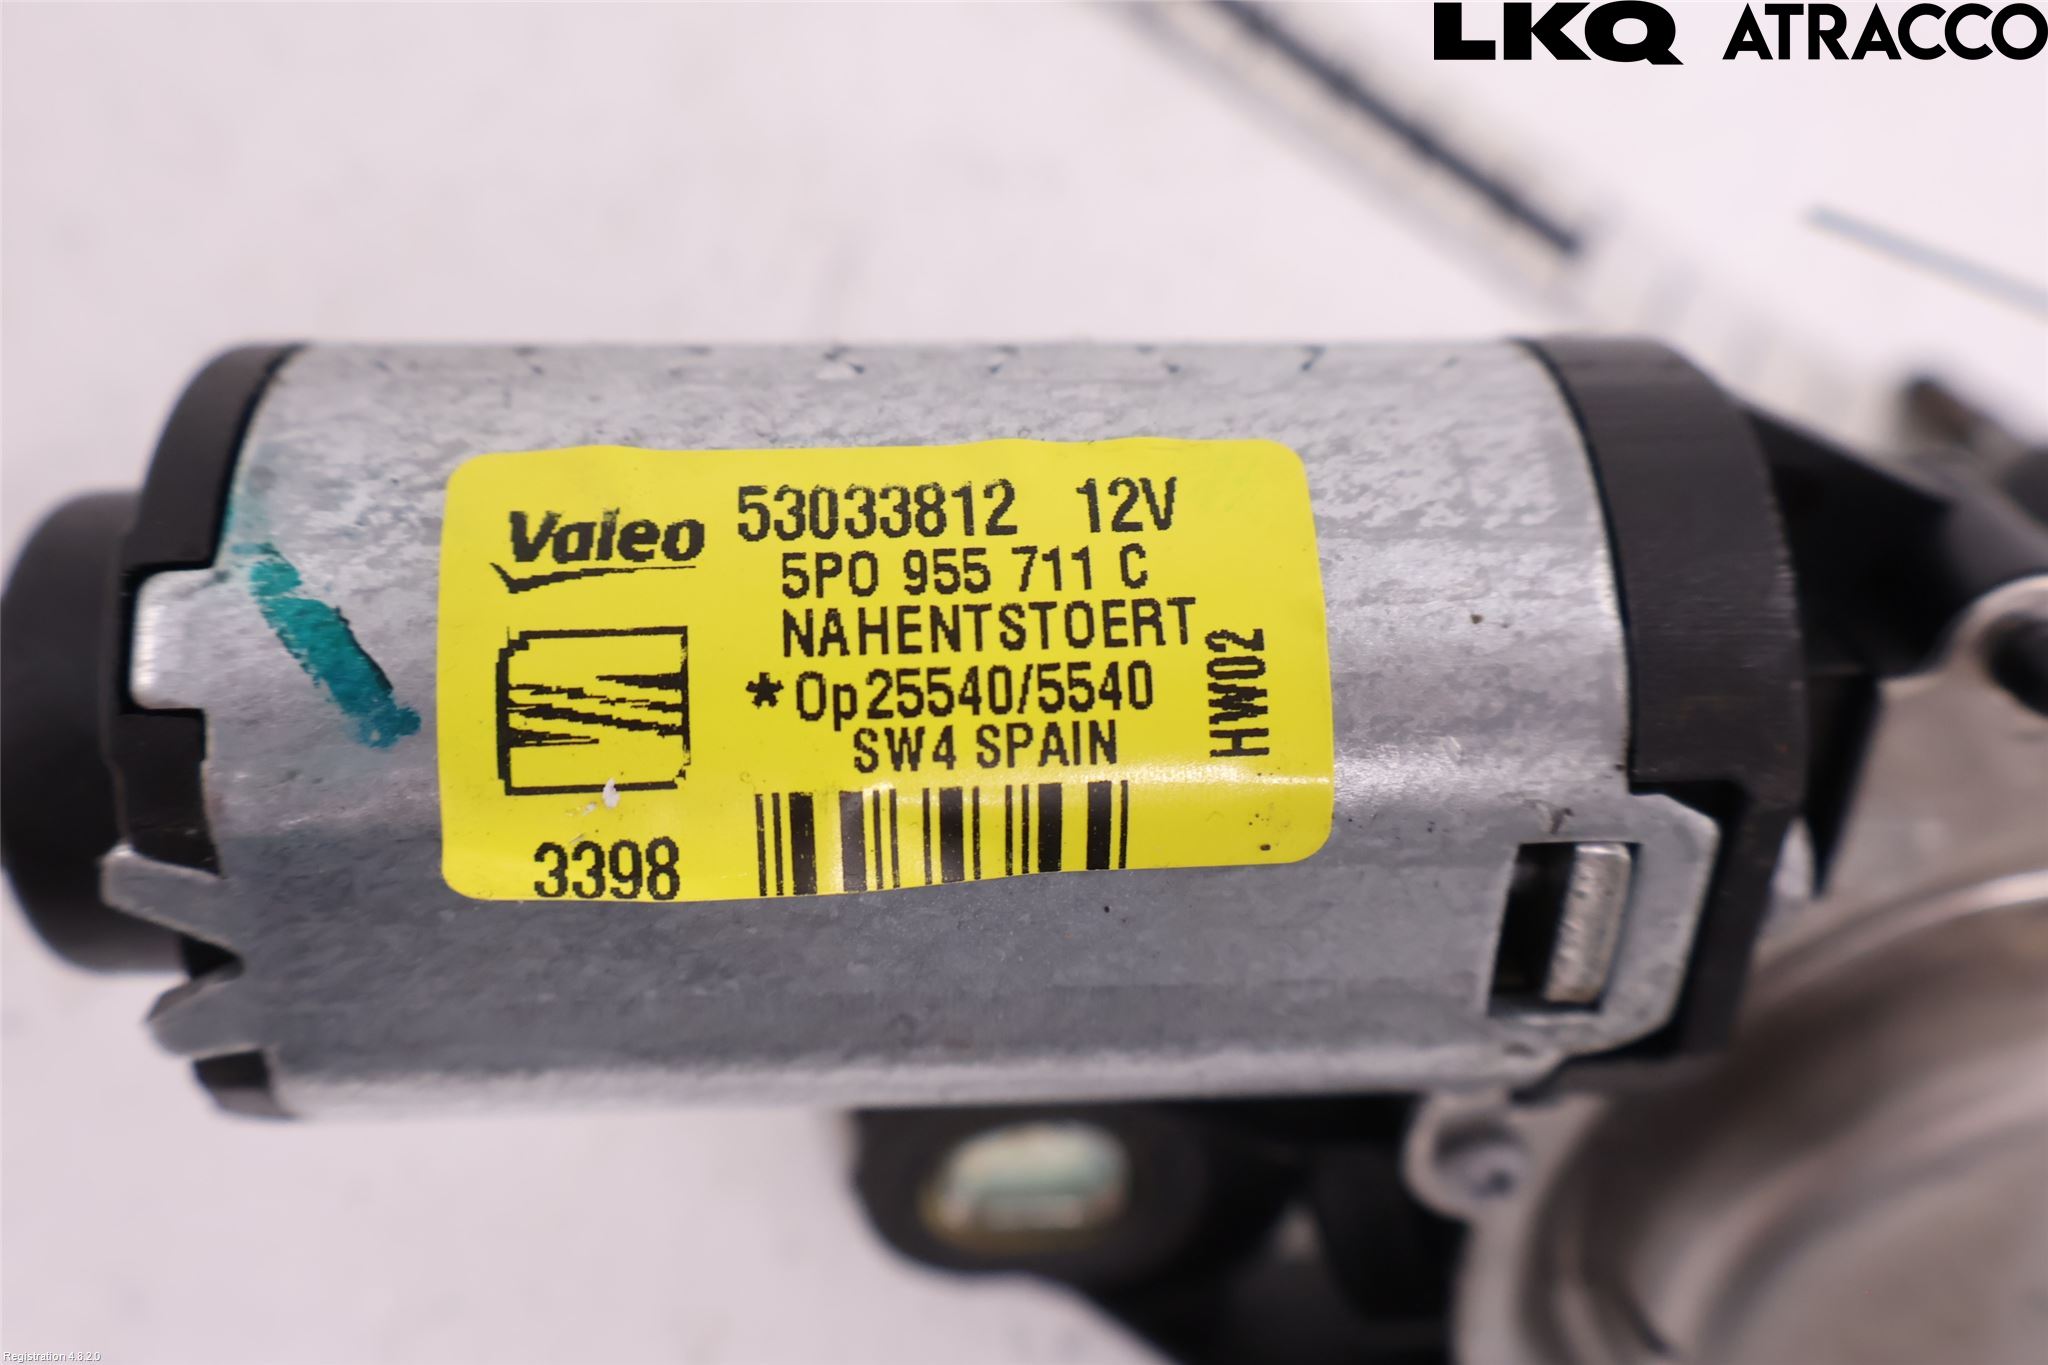 LKQ ATRACCO
Valeo 53033812 12V
5P0 955 711 C
NAHENTSTOERT
*Op25540/5540
SW4 SPAIN
HW02
3398
Registration 4.8.2.0